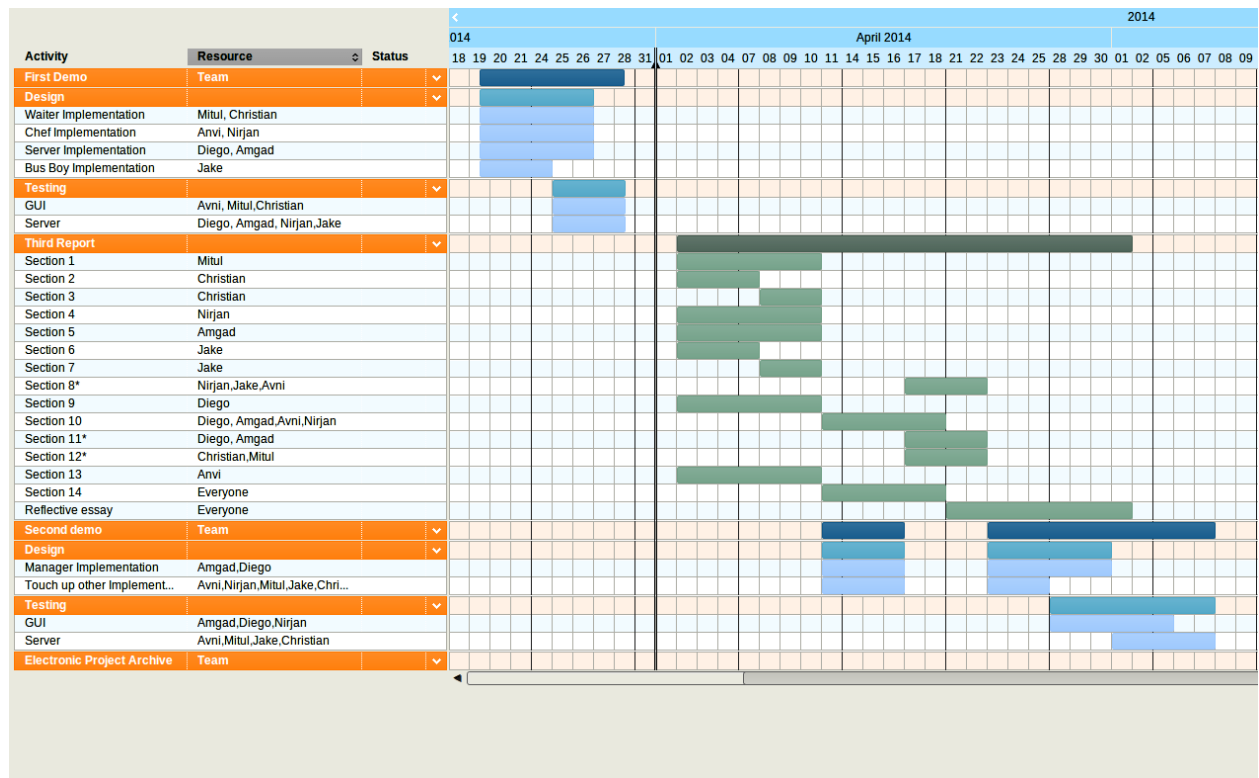 2014
014 April 2014
Activity Resource Status 18 19 20 21 24 25 26 27 28 31 01 02 03 04 07 08 09 10 11 14 15 16 17 18 21 22 23 24 25 28 29 30 01 02 05 06 07 08 09
First Demo Team
Design
Waiter Implementation Mitul, Christian
Chef Implementation Anvi, Nirjan
Server Implementation Diego, Amgad
Bus Boy Implementation Jake
Testing
GUI Avni, Mitul,Christian
Server Diego, Amgad, Nirjan,Jake
Third Report
Section 1 Mitul
Section 2 Christian
Section 3 Christian
Section 4 Nirjan
Section 5 Amgad
Section 6 Jake
Section 7 Jake
Section 8* Nirjan,Jake,Avni
Section 9 Diego
Section 10 Diego, Amgad,Avni,Nirjan
Section 11* Diego, Amgad
Section 12* Christian,Mitul
Section 13 Anvi
Section 14 Everyone
Reflective essay Everyone
Second demo Team
Design
Manager Implementation Amgad,Diego
Touch up other Implement... Avni,Nirjan,Mitul,Jake,Chri...
Testing
GUI Amgad,Diego,Nirjan
Server Avni,Mitul,Jake,Christian
Electronic Project Archive Team